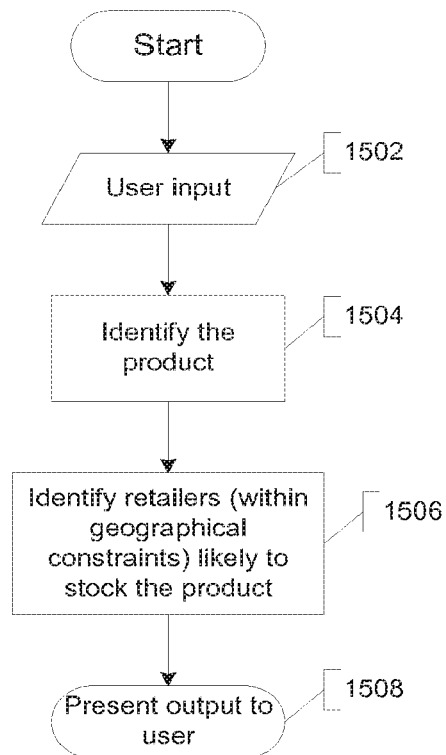 Start
1502
User input
1504
Identify the
product
Identify retailers (within
geographical
constraints) likely to
stock the product
1506
Present output to
user
1508